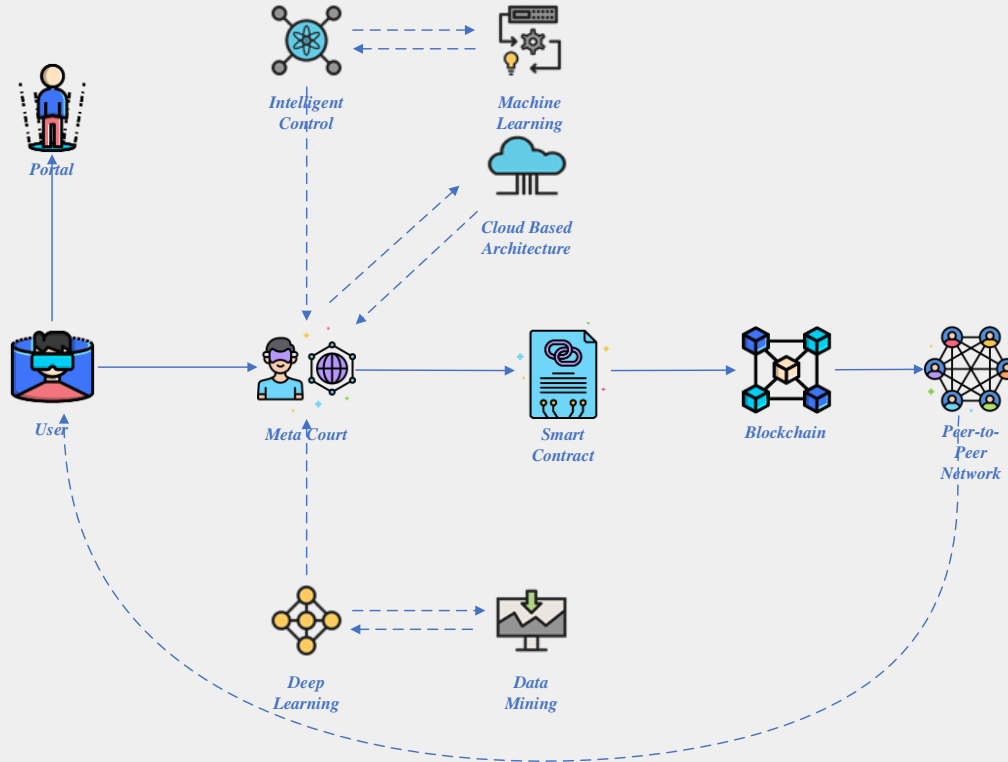 Intelligent
Control
Machine
Learning
Portal
Cloud Based
Architecture
User
Meta Court
Smart
Contract
Blockchain
Peer-to-
Peer
Network
Deep
Learning
Data
Mining